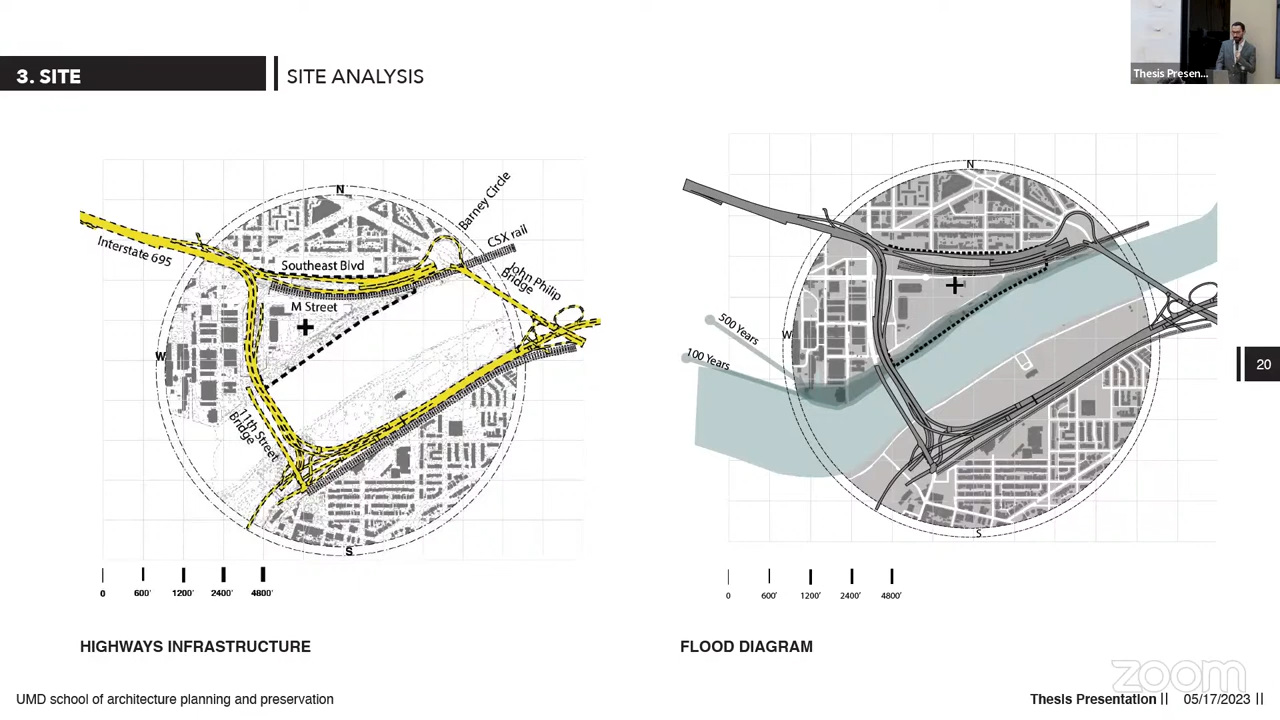 3. SITE
SITE ANALYSIS
Thesis Presen...
N
Interstate 695
Southeast Blvd
Barney Circle
CSX rail
John Philip
Bridge
M Street
W
11th Street
Bridge
S
0 600' 1200' 2400' 4800'
HIGHWAYS INFRASTRUCTURE
N
500 Years
100 Years
W
S
0 600' 1200' 2400' 4800'
FLOOD DIAGRAM
20
zoom
UMD school of architecture planning and preservation
Thesis Presentation || 05/17/2023 ||